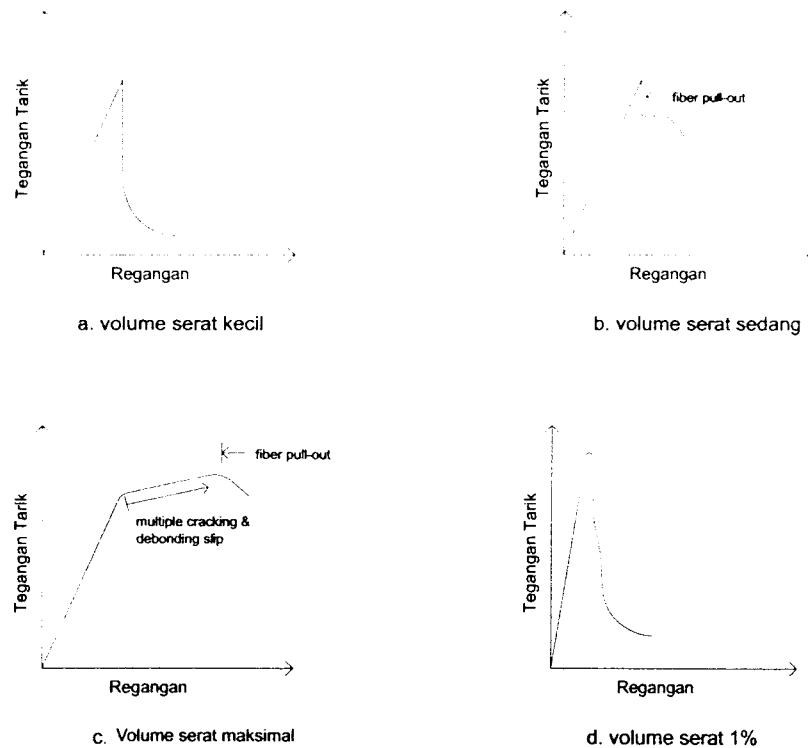 Tegangan Tarik
Regangan
a. volume serat kecil
Tegangan Tarik
fiber pull-out
Regangan
b. volume serat sedang
Tegangan Tarik
fiber pull-out
multiple cracking &
debonding slip
Regangan
c. Volume serat maksimal
Tegangan Tarik
Regangan
d. volume serat 1%